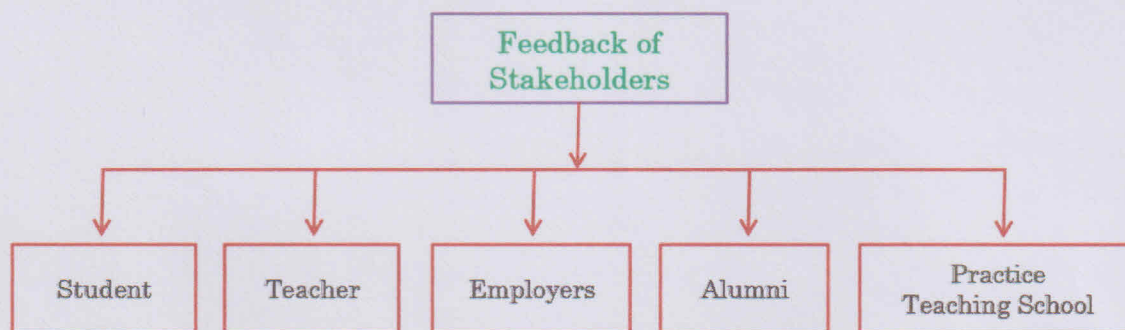 Feedback of
Stakeholders
Student
Teacher
Employers
Alumni
Practice
Teaching School